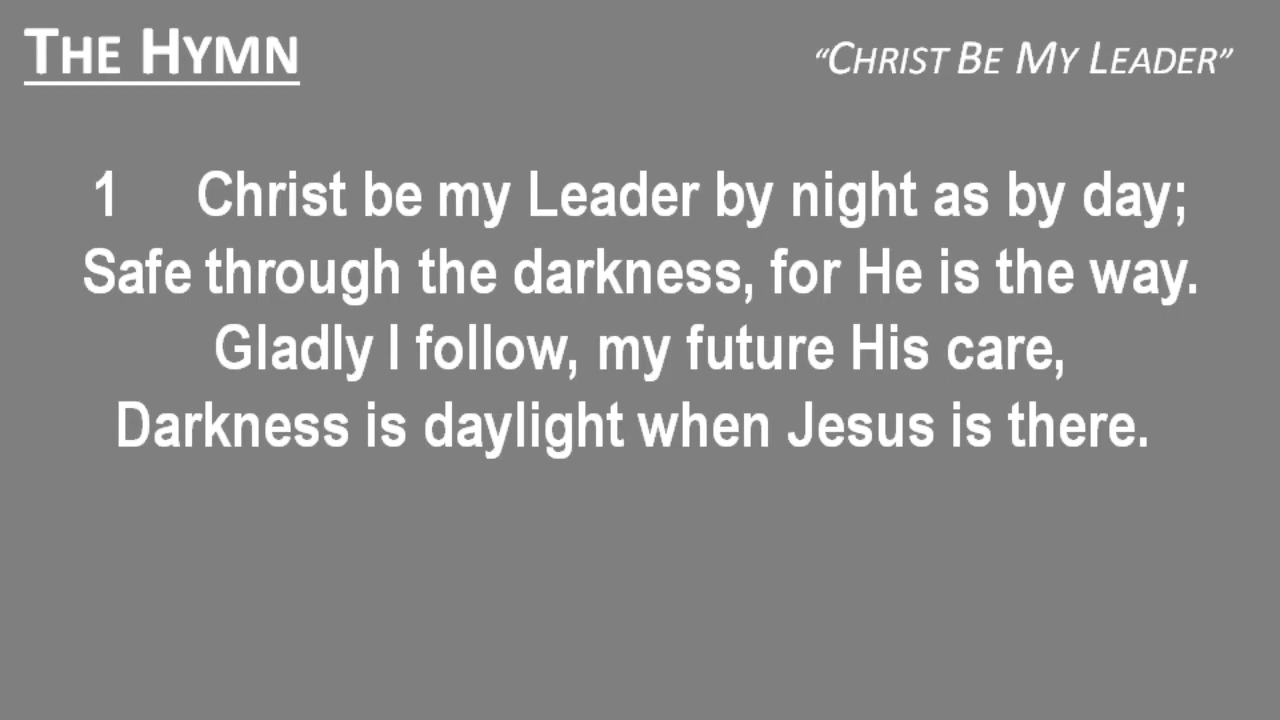 THE HYMN
“CHRIST BE MY LEADER”
1 Christ be my Leader by night as by day;
Safe through the darkness, for He is the way.
Gladly I follow, my future His care,
Darkness is daylight when Jesus is there.